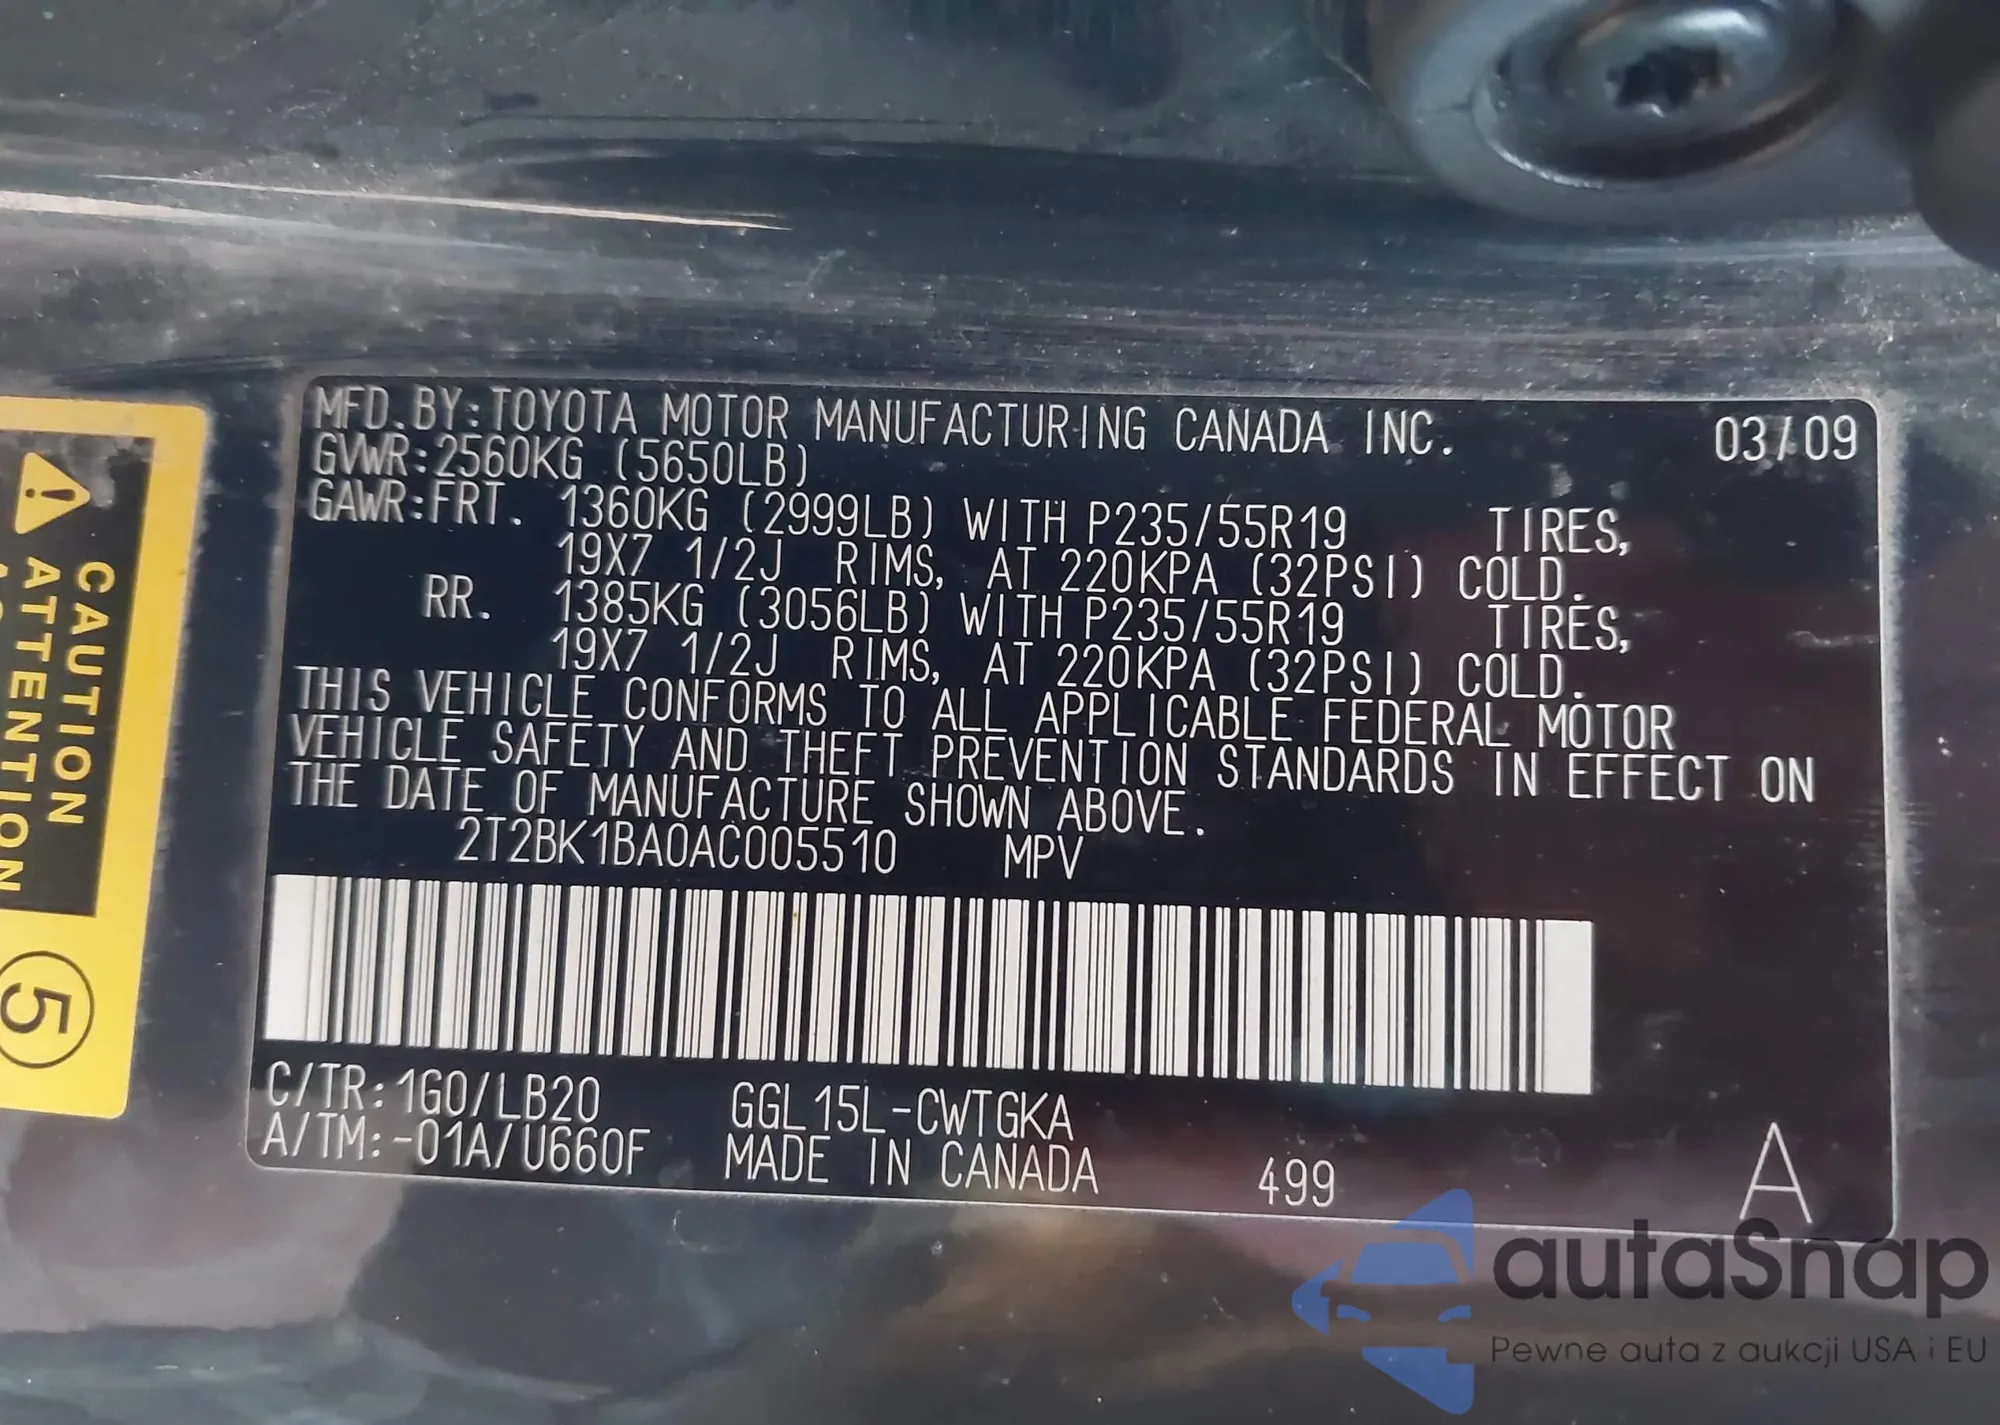 MFD.BY:TOYOTA MOTOR MANUFACTURING CANADA INC. 03/09
GVWR:2560KG (5650LB)
GAWR:FRT. 1360KG (2999LB) WITH P235/55R19 TIRES,
19X7 1/2J RIMS, AT 220KPA (32PSI) COLD.
RR. 1385KG (3056LB) WITH P235/55R19 TIRES,
19X7 1/2J RIMS, AT 220KPA (32PSI) COLD.
THIS VEHICLE CONFORMS TO ALL APPLICABLE FEDERAL MOTOR
VEHICLE SAFETY AND THEFT PREVENTION STANDARDS IN EFFECT ON
THE DATE OF MANUFACTURE SHOWN ABOVE.
2T2BK1BA0AC005510 MPV
C/TR:1G0/LB20 GGL15L-CWTGKA
A/TM:-01A/U660F MADE IN CANADA 499 A
CAUTION
ATTENTION
5
autoSnap
Pewne auta z aukcji USA i EU